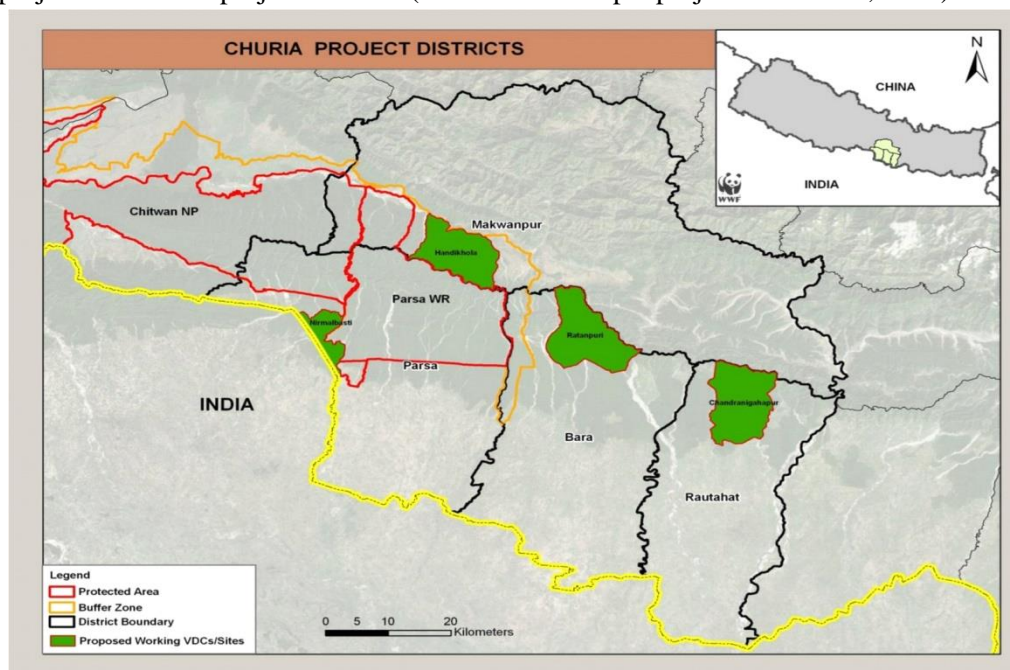 CHURIA PROJECT DISTRICTS
N
CHINA
INDIA
WWF
Chitwan NP
Makwanpur
Handikhola
Parsa WR
Nirmalbasti
Ratanpuri
Parsa
Chandranigahapur
INDIA
Bara
Rautahat
Legend
Protected Area
Buffer Zone
District Boundary
Proposed Working VDCs/Sites
0 5 10 20
Kilometers